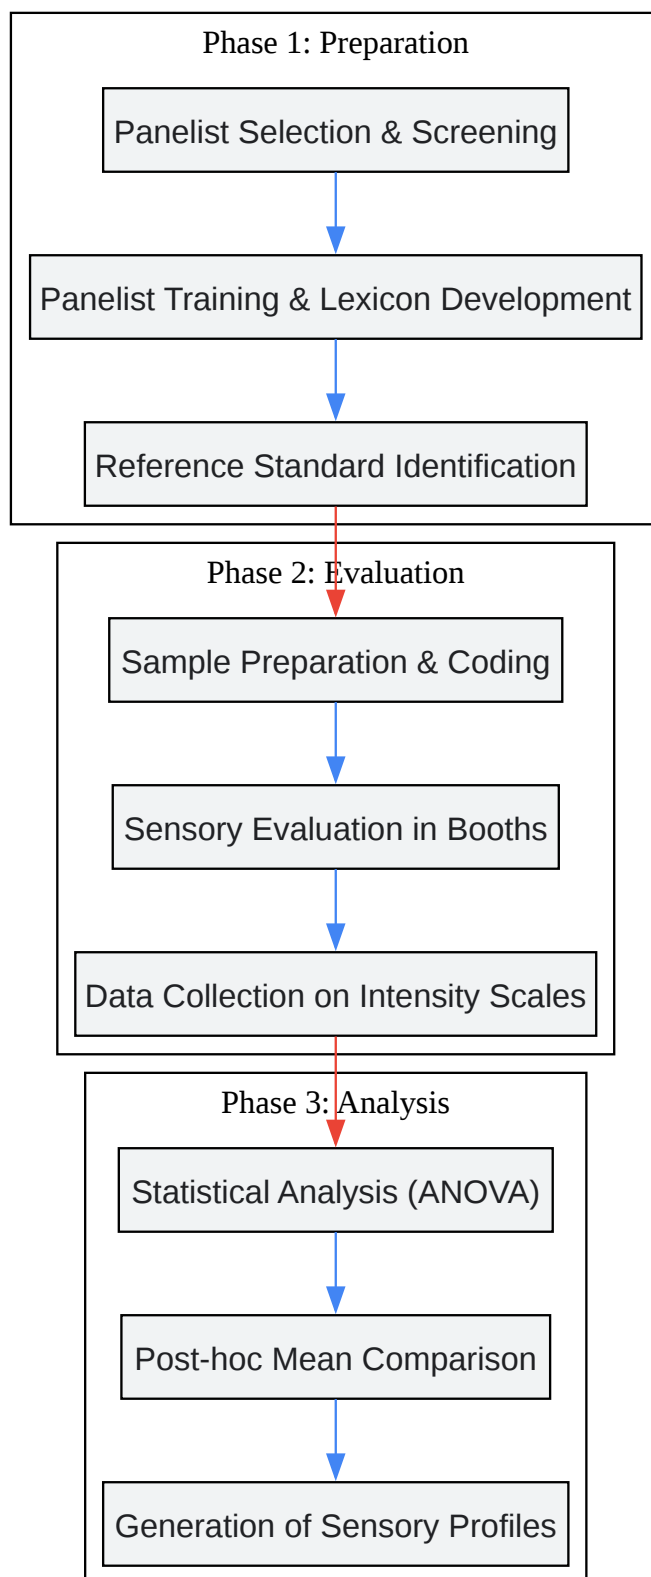 Phase 1: Preparation
Panelist Selection & Screening
Panelist Training & Lexicon Development
Reference Standard Identification
Phase 2: Evaluation
Sample Preparation & Coding
Sensory Evaluation in Booths
Data Collection on Intensity Scales
Phase 3: Analysis
Statistical Analysis (ANOVA)
Post-hoc Mean Comparison
Generation of Sensory Profiles